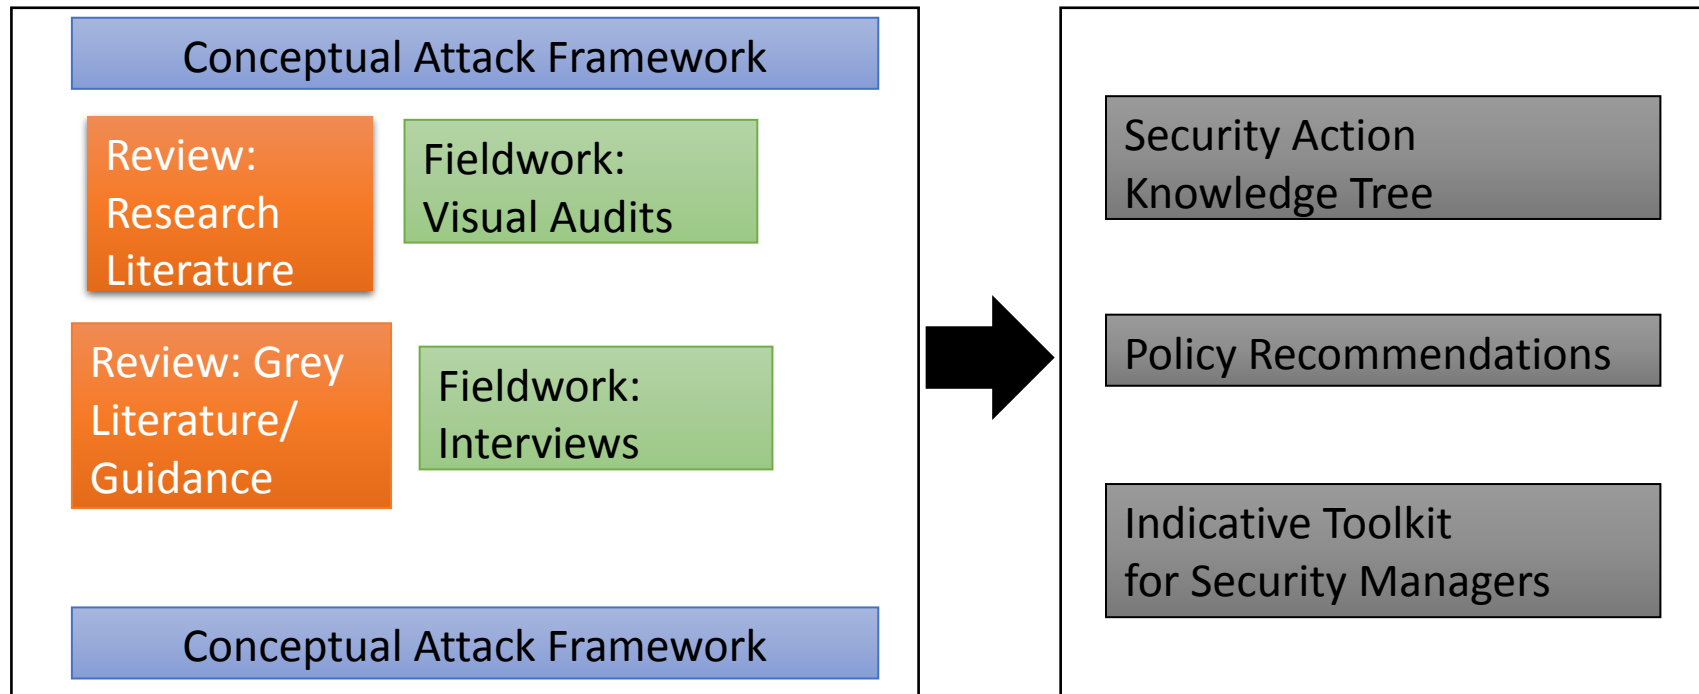 Conceptual Attack Framework
Review:
Research
Literature
Fieldwork:
Visual Audits
Review: Grey
Literature/
Guidance
Fieldwork:
Interviews
Conceptual Attack Framework
Security Action
Knowledge Tree
Policy Recommendations
Indicative Toolkit
for Security Managers